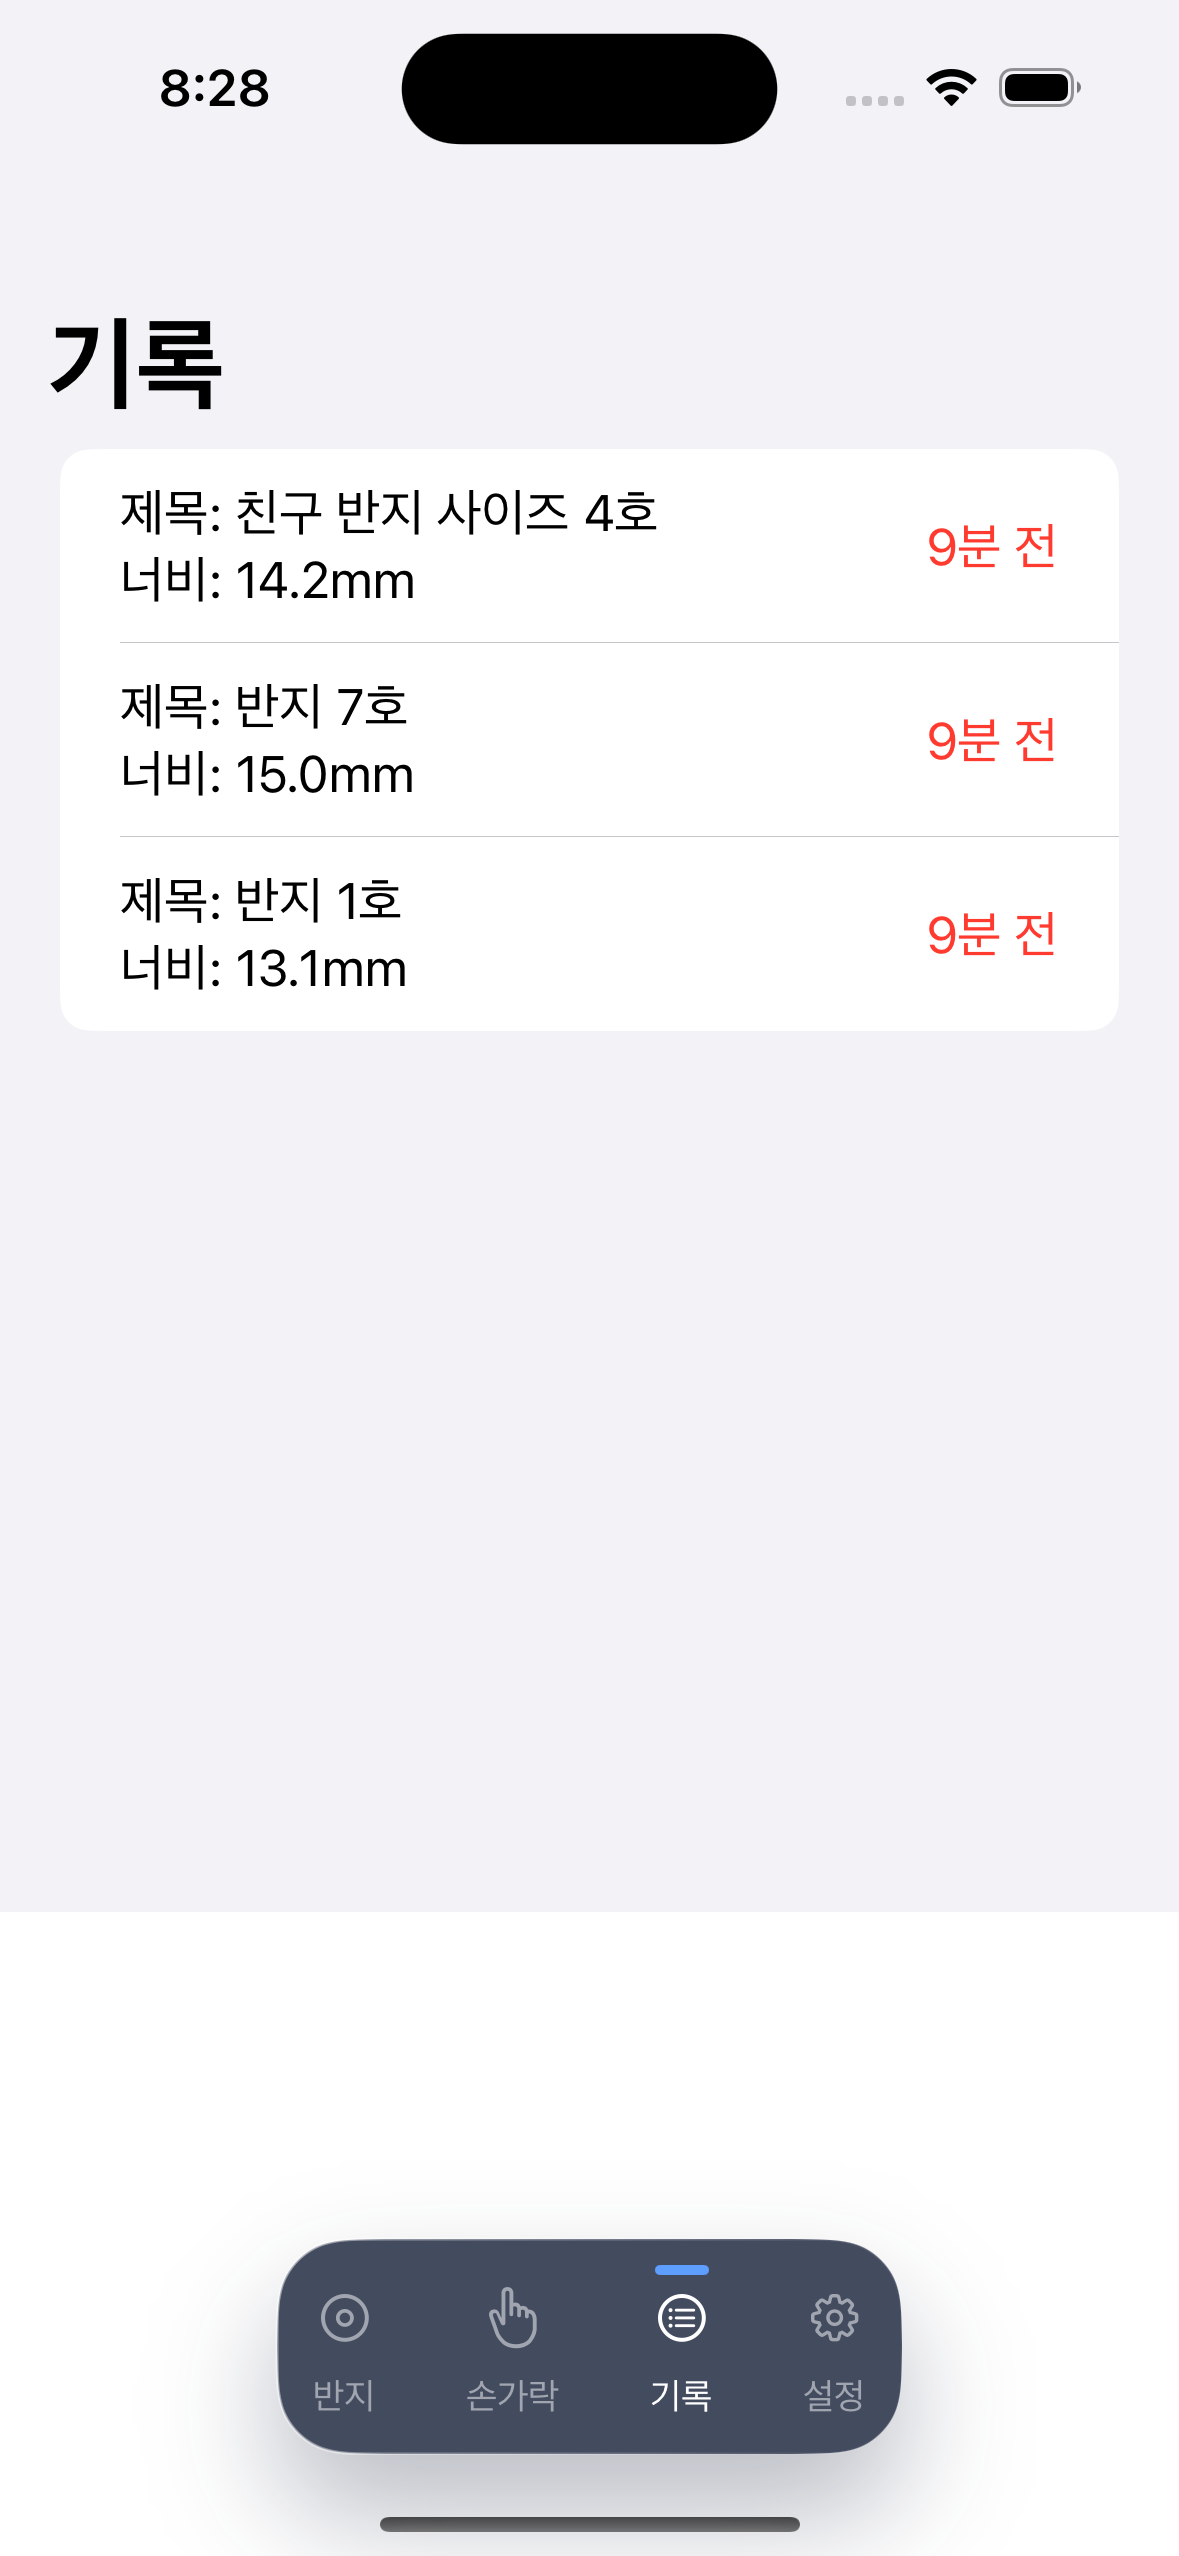 8:28
기록
제목: 친구 반지 사이즈 4호
너비: 14.2mm
9분 전
제목: 반지 7호
너비: 15.0mm
9분 전
제목: 반지 1호
너비: 13.1mm
9분 전
반지
손가락
기록
설정